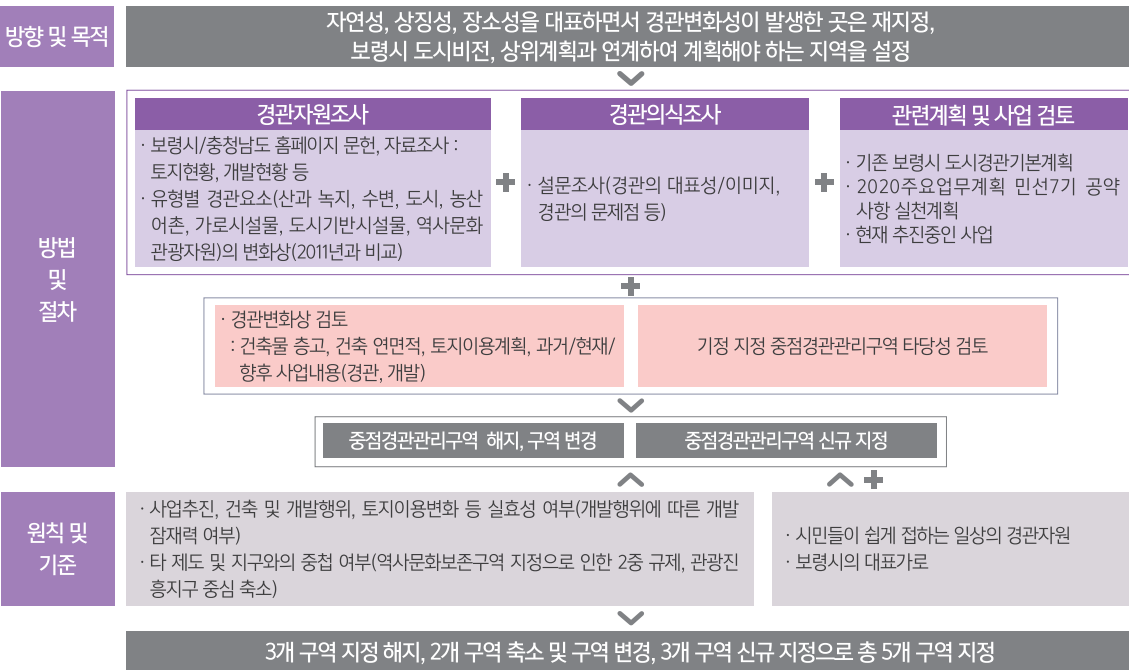 방향 및 목적
자연성, 상징성, 장소성을 대표하면서 경관변화성이 발생한 곳은 재지정,
보령시 도시비전, 상위계획과 연계하여 계획해야 하는 지역을 설정
방법
및
절차
경관자원조사
· 보령시/충청남도 홈페이지 문헌, 자료조사 :
토지현황, 개발현황 등
· 유형별 경관요소(산과 녹지, 수변, 도시, 농산
어촌, 가로시설물, 도시기반시설물, 역사문화
관광자원)의 변화상(2011년과 비교)
경관의식조사
· 설문조사(경관의 대표성/이미지,
경관의 문제점 등)
관련계획 및 사업 검토
· 기존 보령시 도시경관기본계획
· 2020주요업무계획 민선7기 공약
사항 실천계획
· 현재 추진중인 사업
· 경관변화상 검토
: 건축물 층고, 건축 연면적, 토지이용계획, 과거/현재/
향후 사업내용(경관, 개발)
기정 지정 중점경관관리구역 타당성 검토
중점경관관리구역 해지, 구역 변경
중점경관관리구역 신규 지정
원칙 및
기준
· 사업추진, 건축 및 개발행위, 토지이용변화 등 실효성 여부(개발행위에 따른 개발
잠재력 여부)
· 타 제도 및 지구와의 중첩 여부(역사문화보존구역 지정으로 인한 2중 규제, 관광진
흥지구 중심 축소)
· 시민들이 쉽게 접하는 일상의 경관자원
· 보령시의 대표가로
3개 구역 지정 해지, 2개 구역 축소 및 구역 변경, 3개 구역 신규 지정으로 총 5개 구역 지정